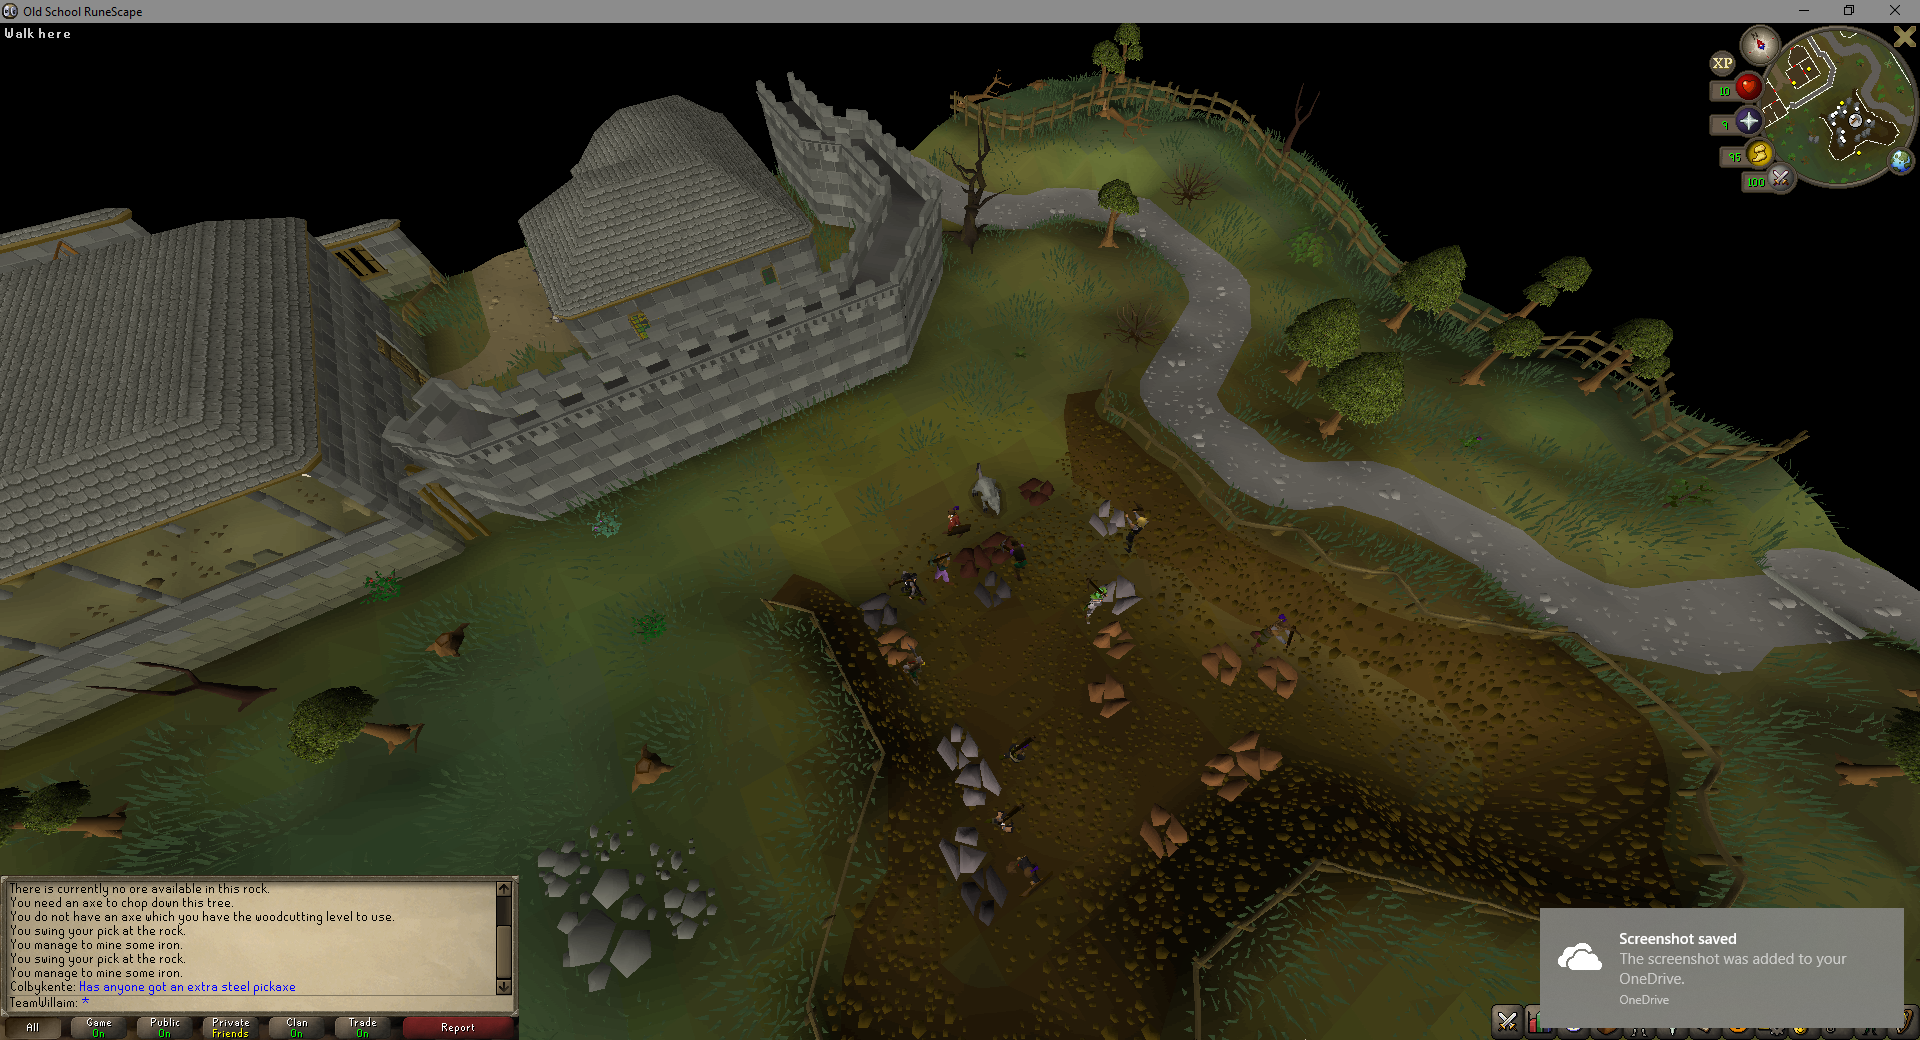 Old School RuneScape
Walk here
XP
10
9
95
100
There is currently no ore available in this rock.
You need an axe to chop down this tree.
You do not have an axe which you have the woodcutting level to use.
You swing your pick at the rock.
You manage to mine some iron.
You swing your pick at the rock.
You manage to mine some iron.
Colbykente: Has anyone got an extra steel pickaxe
TeamWillaim: *
All
Game
On
Public
On
Private
Friends
Clan
On
Trade
On
Report
Screenshot saved
The screenshot was added to your
OneDrive.
OneDrive